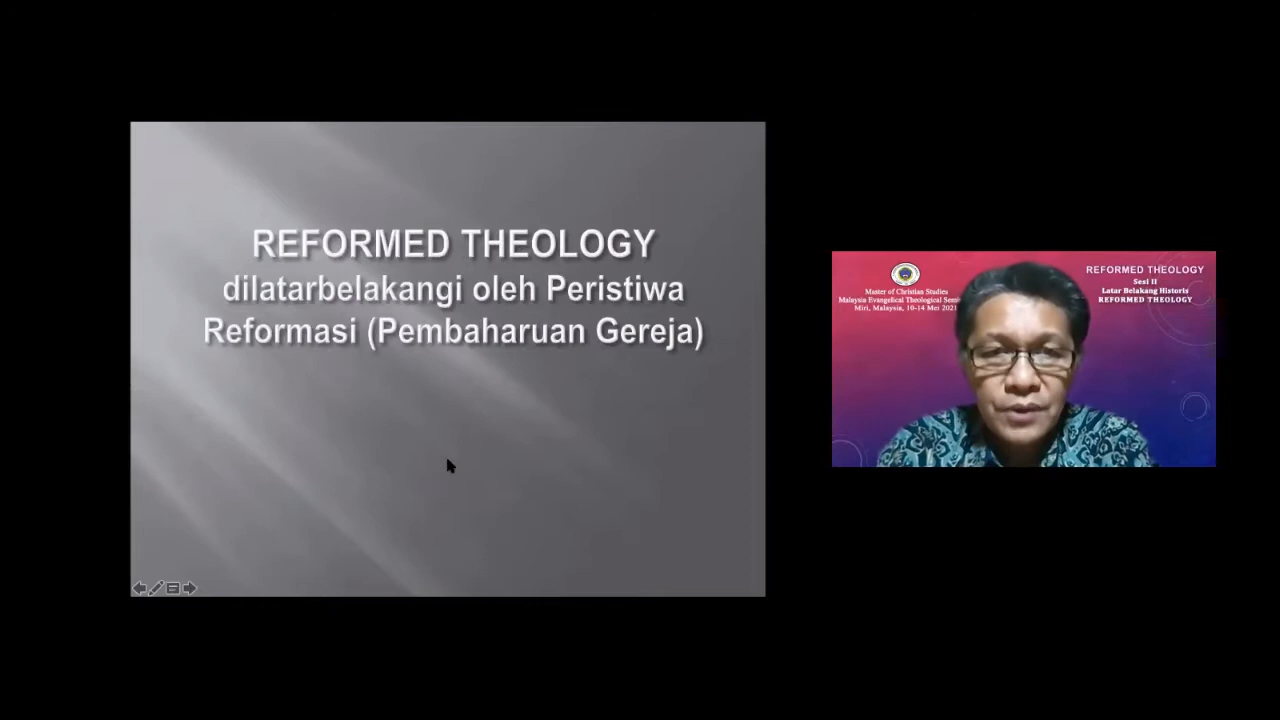 REFORMED THEOLOGY
dilatarbelakangi oleh Peristiwa
Reformasi (Pembaharuan Gereja)
Master of Christian Studies
Malaysia Evangelical Theological
Miri, Malaysia, 10-14 Mei 2021
REFORMED THEOLOGY
Sesi II
Latar Belakang Historis
REFORMED THEOLOGY